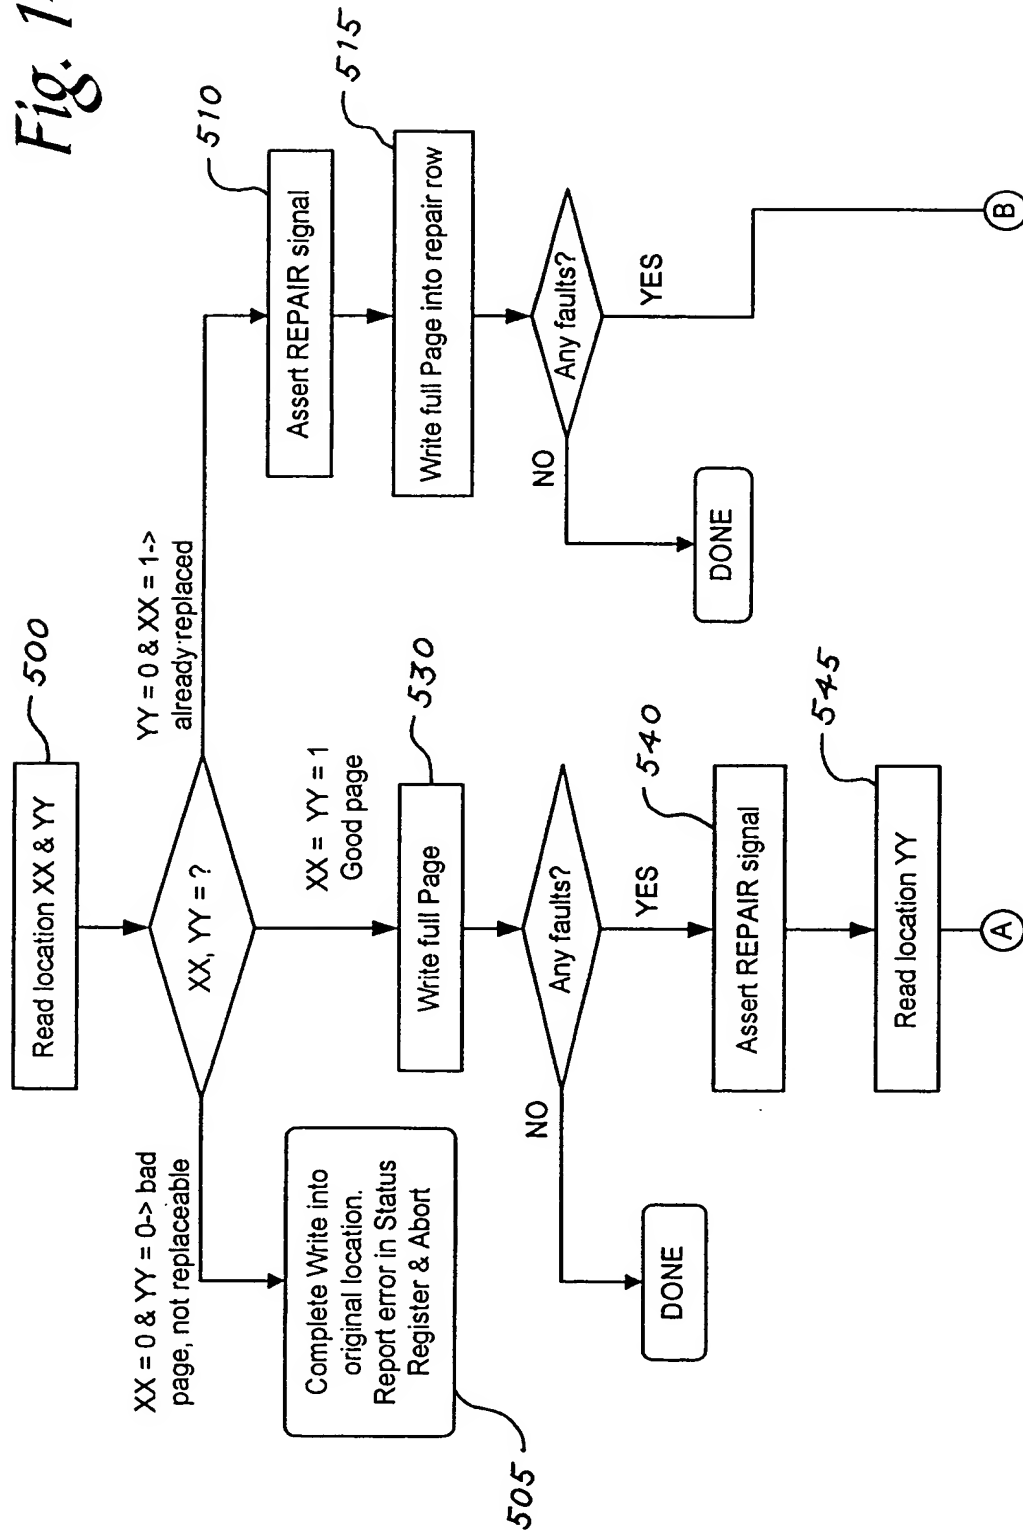 Fig. 1
Read location XX & YY
500
XX, YY = ?
XX = 0 & YY = 0-> bad
page, not replaceable
Complete Write into
original location.
Report error in Status
Register & Abort
505
XX = YY = 1
Good page
Write full Page
530
Any faults?
NO
DONE
YES
Assert REPAIR signal
540
Read location YY
545
A
YY = 0 & XX = 1->
already replaced
Assert REPAIR signal
510
Write full Page into repair row
515
Any faults?
NO
DONE
YES
B